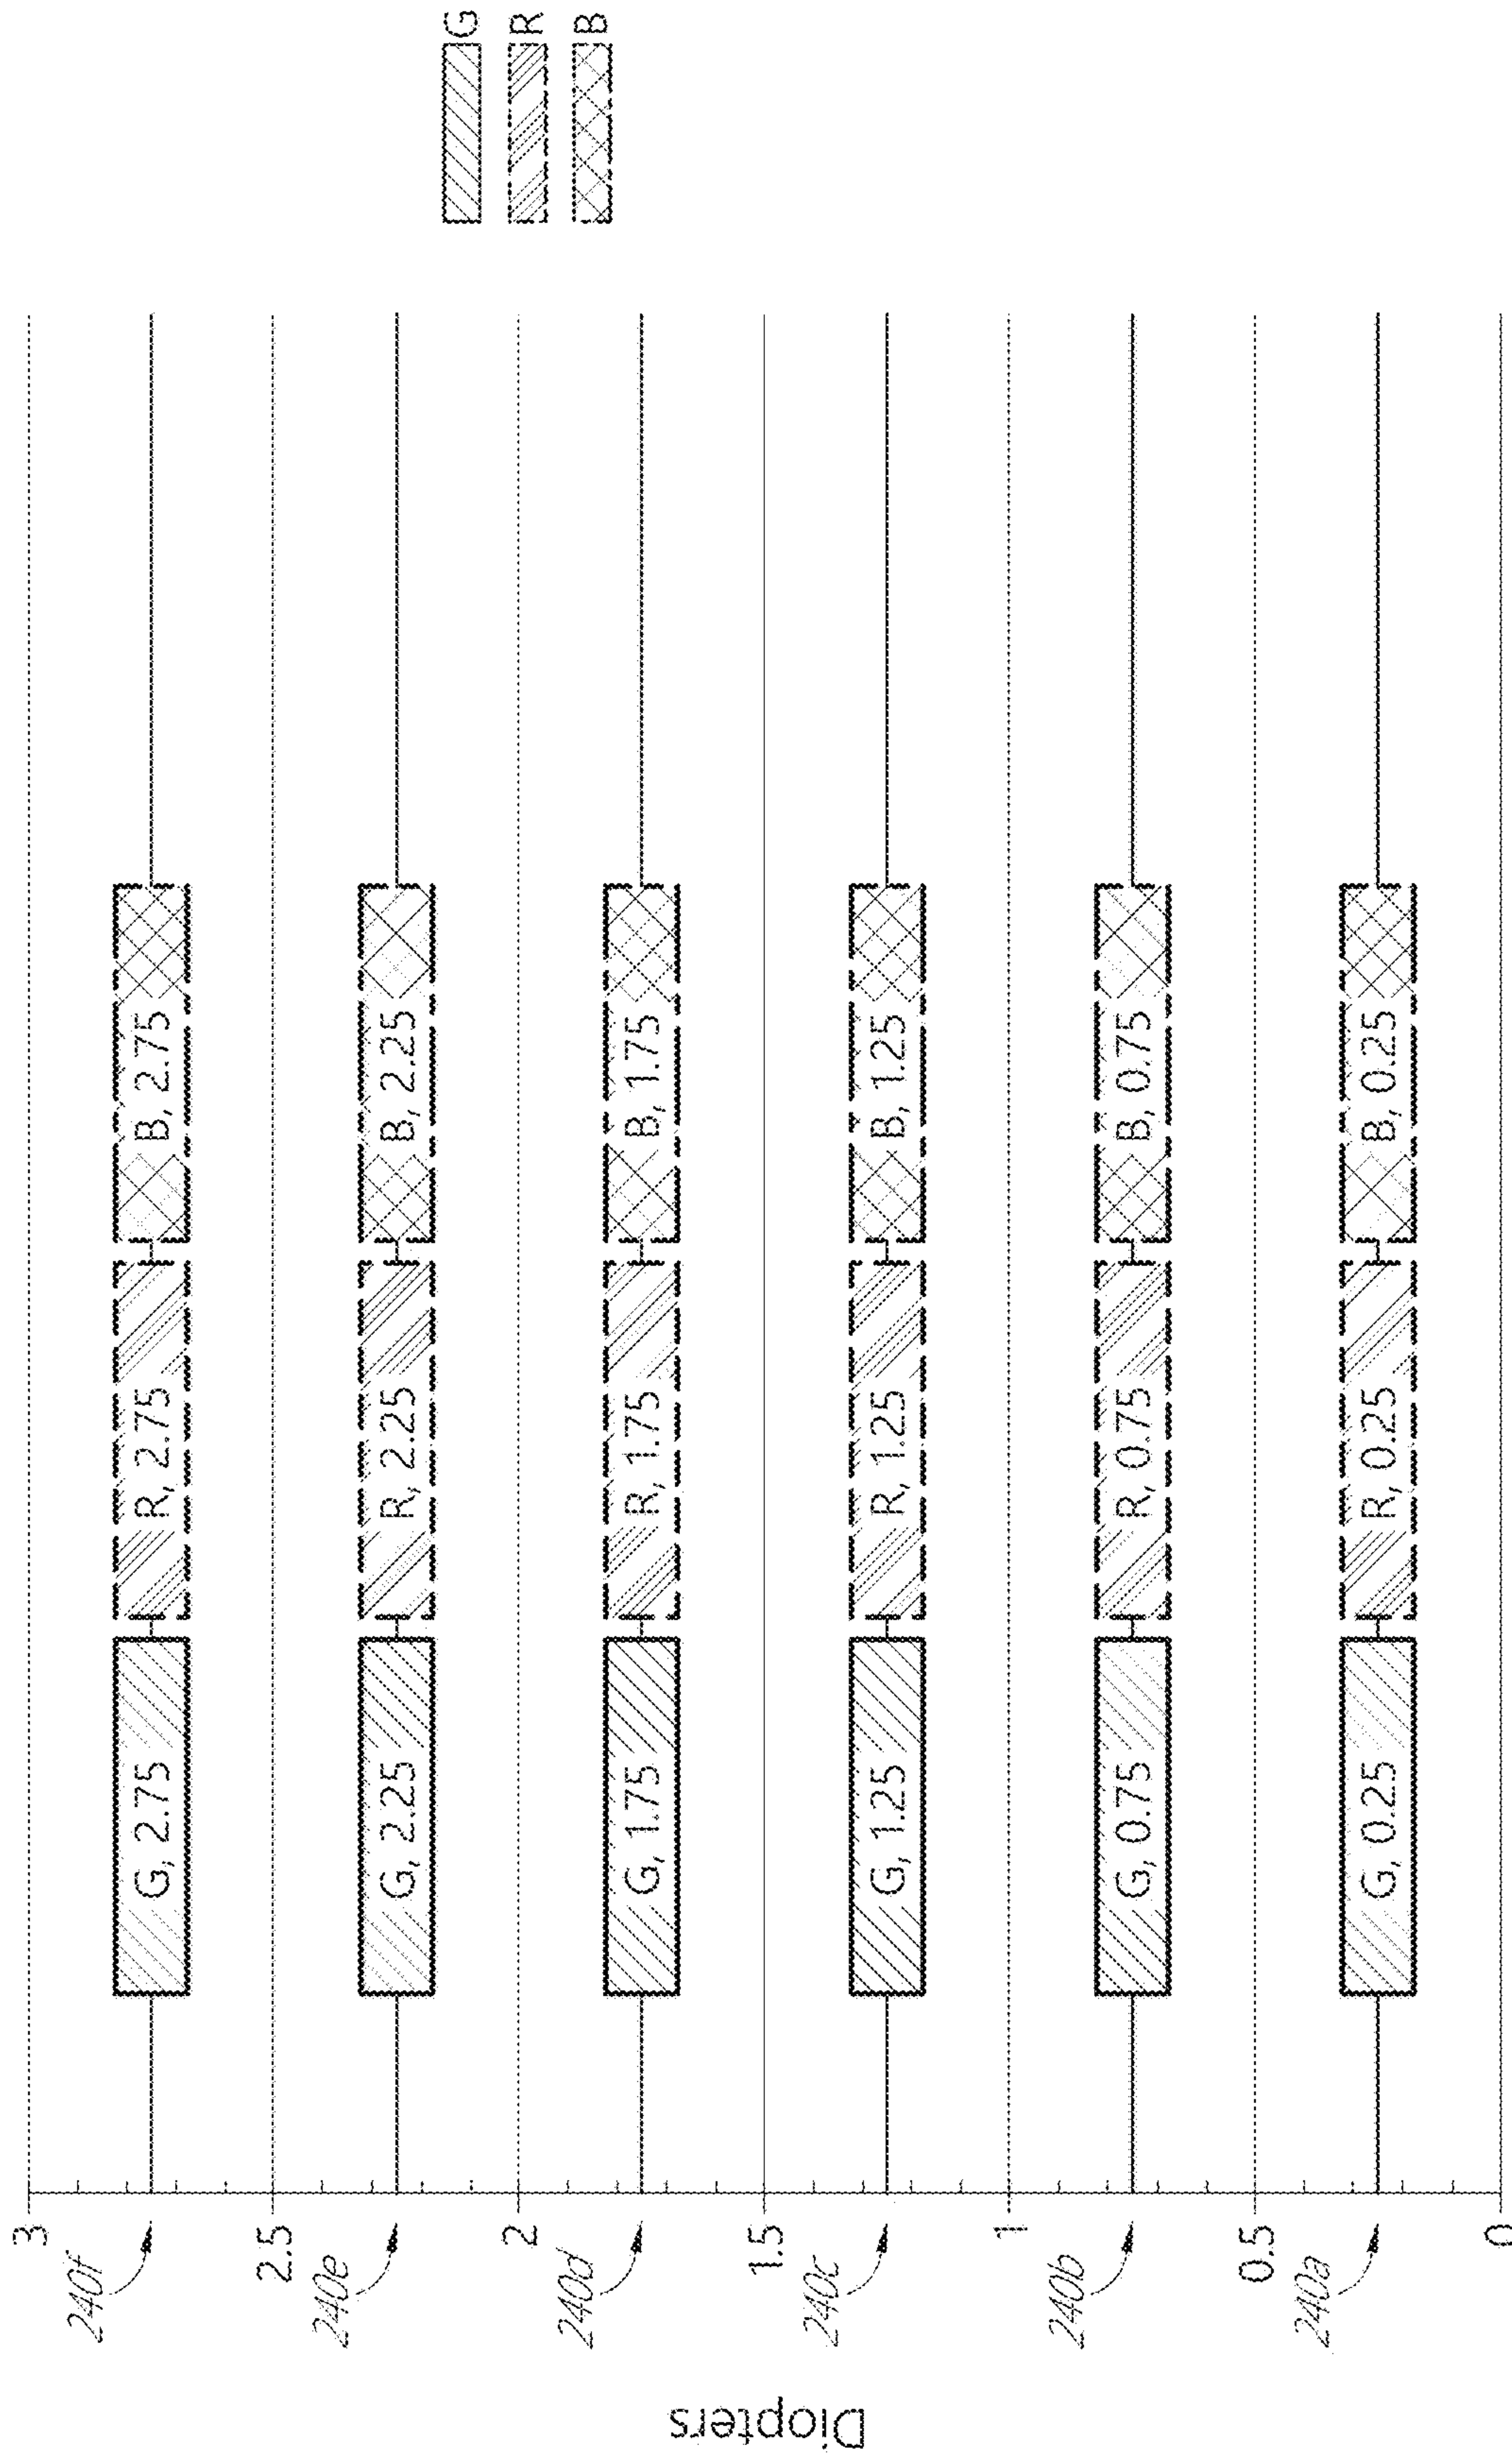 Diopters
3
240f
G, 2.75 R, 2.75 B, 2.75
2.5
240e
G, 2.25 R, 2.25 B, 2.25
2
240d
G, 1.75 R, 1.75 B, 1.75
1.5
240c
G, 1.25 R, 1.25 B, 1.25
1
240b
G, 0.75 R, 0.75 B, 0.75
0.5
240a
G, 0.25 R, 0.25 B, 0.25
0
G
R
B